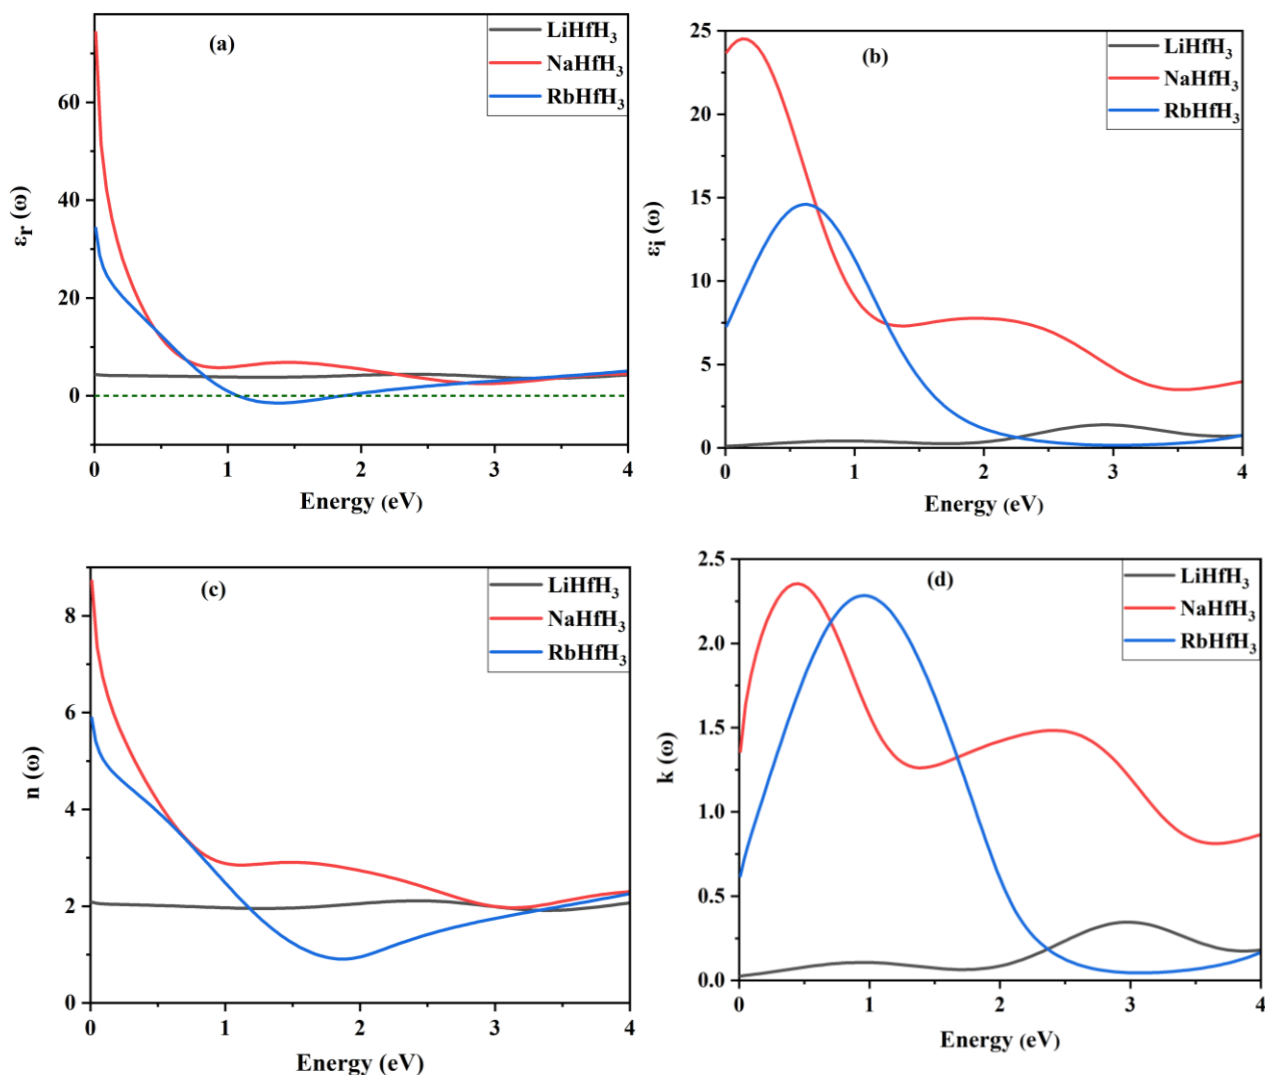 (a)
LiHfH₃
NaHfH₃
RbHfH₃
εᵣ (ω)
60
40
20
0
0 1 2 3 4
Energy (eV)
(b)
LiHfH₃
NaHfH₃
RbHfH₃
εᵢ (ω)
25
20
15
10
5
0
0 1 2 3 4
Energy (eV)
(c)
LiHfH₃
NaHfH₃
RbHfH₃
n (ω)
8
6
4
2
0
0 1 2 3 4
Energy (eV)
(d)
LiHfH₃
NaHfH₃
RbHfH₃
k (ω)
2.5
2.0
1.5
1.0
0.5
0.0
0 1 2 3 4
Energy (eV)